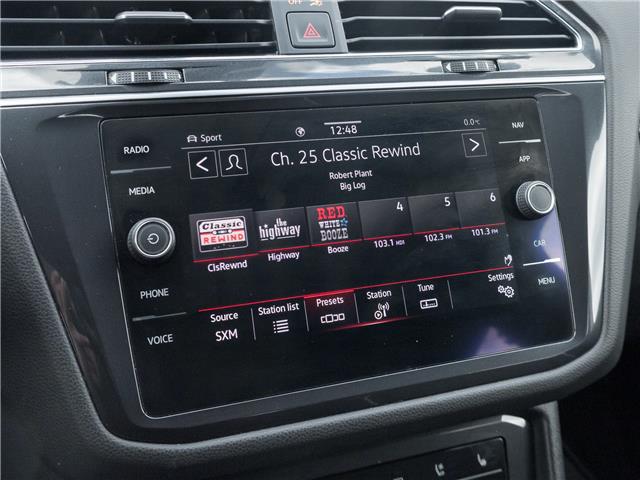 OFF
RADIO
MEDIA
PHONE
VOICE
Sport
12:48
0.0°C
Ch. 25 Classic Rewind
Robert Plant
Big Log
Classic
REWIND
the
highway
RED
WHITE
BOOZE
4
5
6
ClsRewnd
Highway
Booze
103.1
102.3 FM
101.3 FM
Source
SXM
Station list
Presets
Station
Tune
Settings
NAV
APP
CAR
MENU